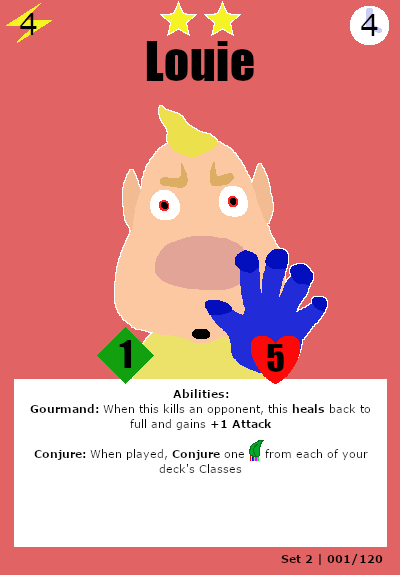 4
4
Louie
1
5
Abilities:
Gourmand: When this kills an opponent, this heals back to
full and gains +1 Attack
Conjure: When played, Conjure one from each of your
deck's Classes
Set 2 | 001/120